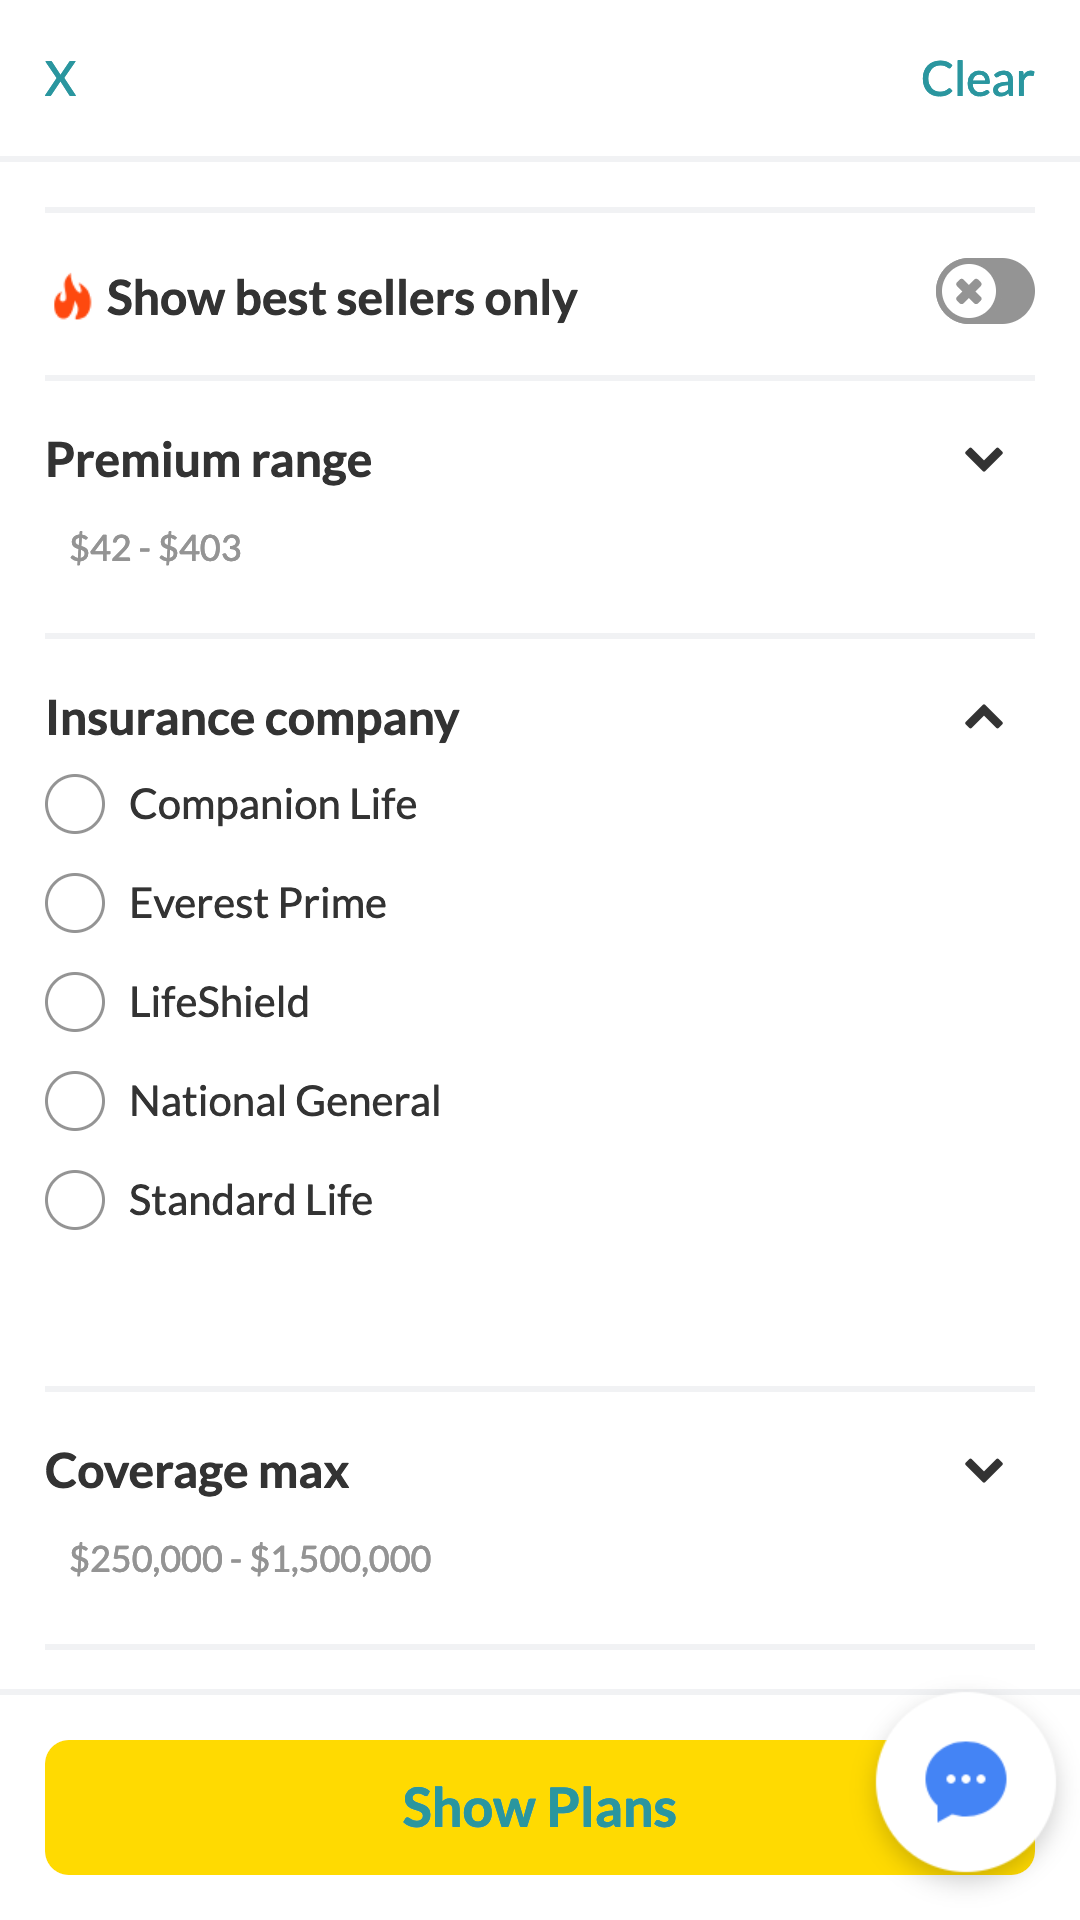 X
Clear
Show best sellers only
Premium range
$42 - $403
Insurance company
Companion Life
Everest Prime
LifeShield
National General
Standard Life
Coverage max
$250,000 - $1,500,000
Show Plans